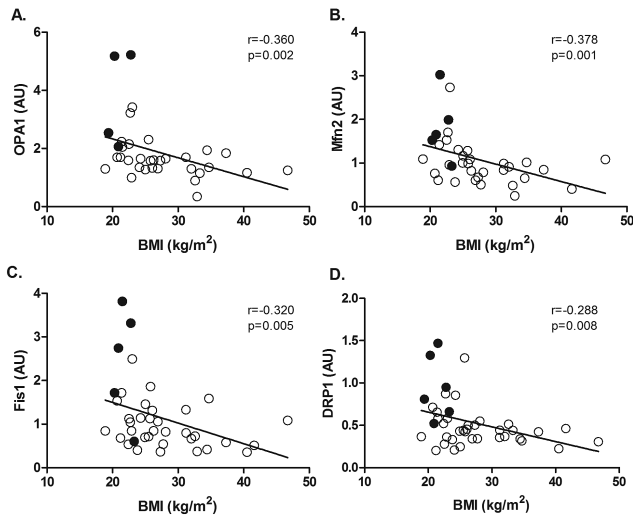 A.
r=-0.360
p=0.002
OPA1 (AU)
6
4
2
0
10 20 30 40 50
BMI (kg/m²)
B.
r=-0.378
p=0.001
Mfn2 (AU)
4
3
2
1
0
10 20 30 40 50
BMI (kg/m²)
C.
r=-0.320
p=0.005
Fis1 (AU)
4
3
2
1
0
10 20 30 40 50
BMI (kg/m²)
D.
r=-0.288
p=0.008
DRP1 (AU)
2.0
1.5
1.0
0.5
0.0
10 20 30 40 50
BMI (kg/m²)